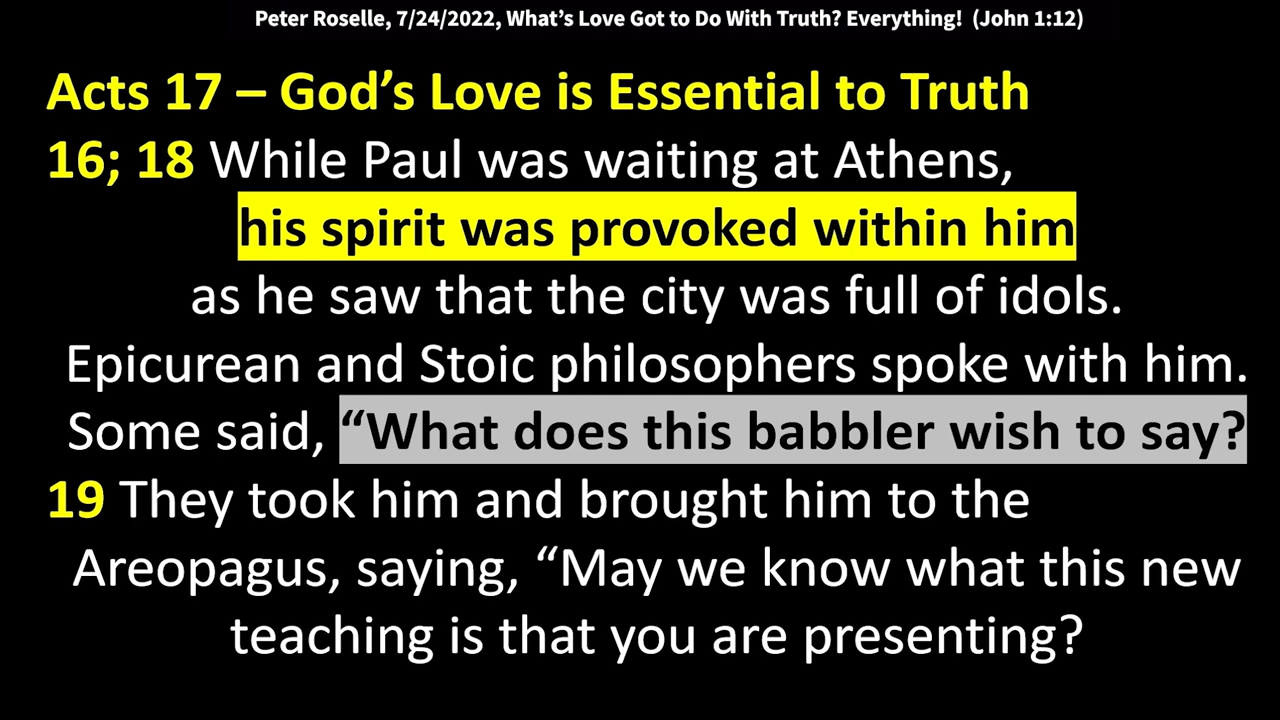 Peter Roselle, 7/24/2022, What’s Love Got to Do With Truth? Everything!  (John 1:12)
Acts 17 – God’s Love is Essential to Truth
16; 18 While Paul was waiting at Athens,
his spirit was provoked within him
as he saw that the city was full of idols.
Epicurean and Stoic philosophers spoke with him.
Some said, “What does this babbler wish to say?
19 They took him and brought him to the
Areopagus, saying, “May we know what this new
teaching is that you are presenting?